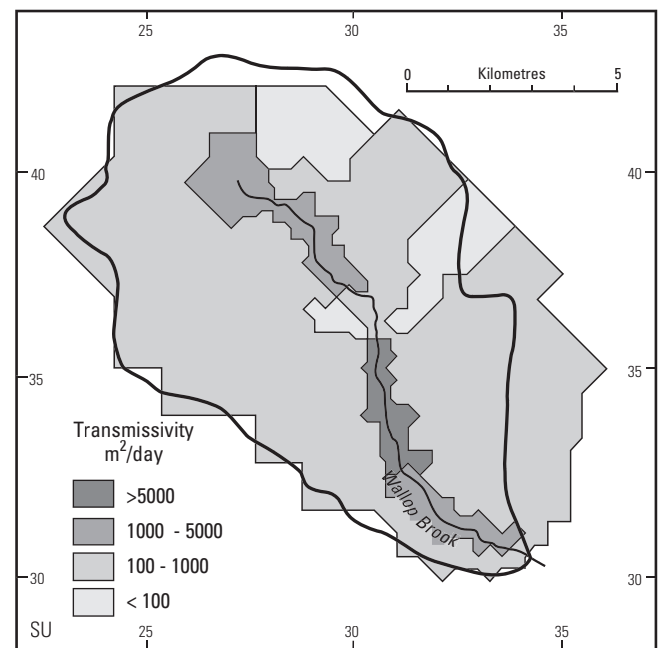 25 30 35
0 Kilometres 5
40 40
35 35
Transmissivity
m²/day
>5000
1000 - 5000
100 - 1000
< 100
Wallop Brook
30 30
SU 25 30 35